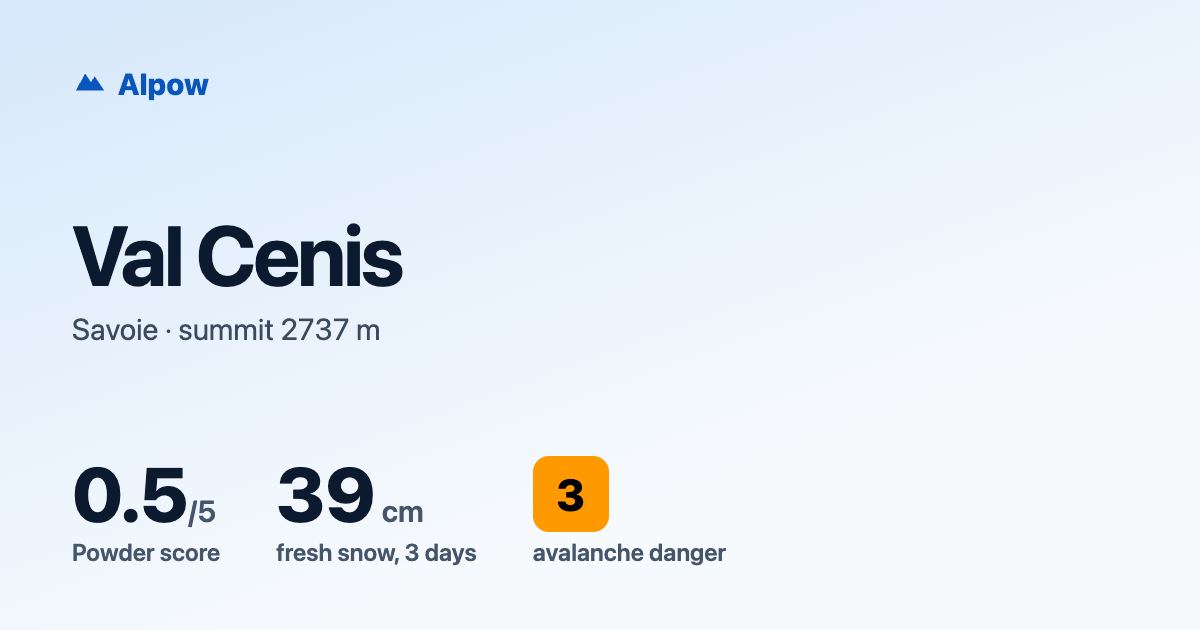 Alpow
Val Cenis
Savoie · summit 2737 m
0.5/5
Powder score
39 cm
fresh snow, 3 days
3
avalanche danger